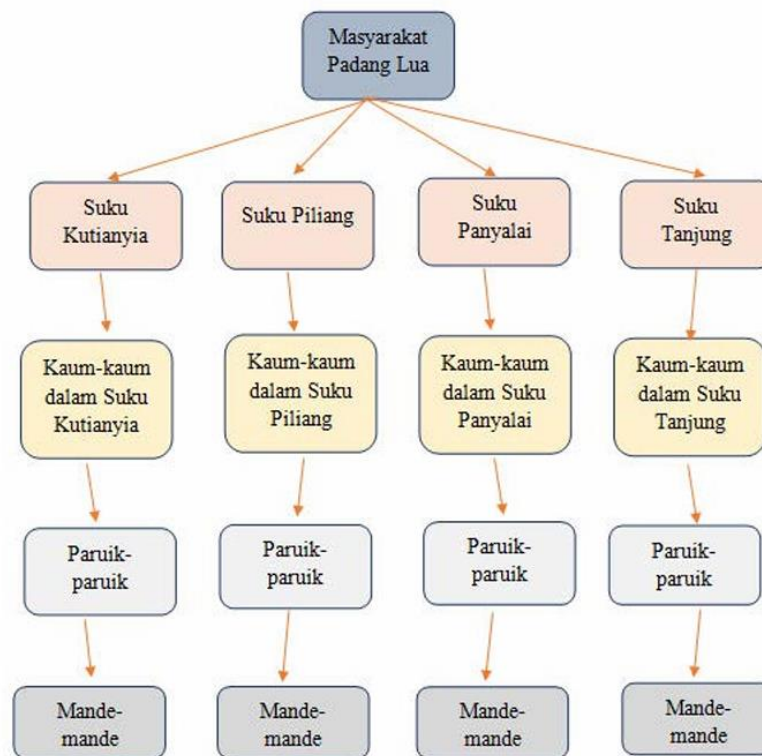 Masyarakat
Padang Lua
Suku
Kutianyia
Suku Piliang
Suku
Panyalai
Suku
Tanjung
Kaum-kaum
dalam Suku
Kutianyia
Kaum-kaum
dalam Suku
Piliang
Kaum-kaum
dalam Suku
Panyalai
Kaum-kaum
dalam Suku
Tanjung
Paruik-
paruik
Paruik-
paruik
Paruik-
paruik
Paruik-
paruik
Mande-
mande
Mande-
mande
Mande-
mande
Mande-
mande